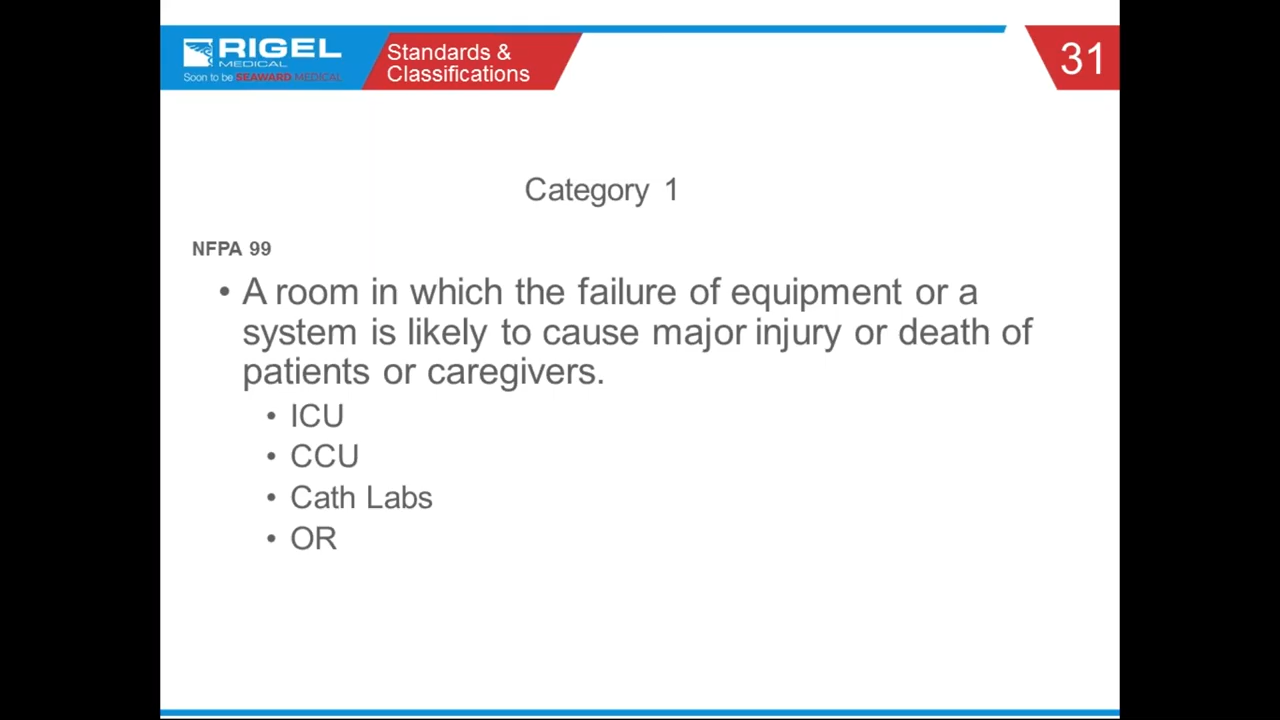 RIGEL
MEDICAL
Soon to be SEAWARD MEDICAL
Standards &
Classifications
31
Category 1
NFPA 99
• A room in which the failure of equipment or a
system is likely to cause major injury or death of
patients or caregivers.
• ICU
• CCU
• Cath Labs
• OR